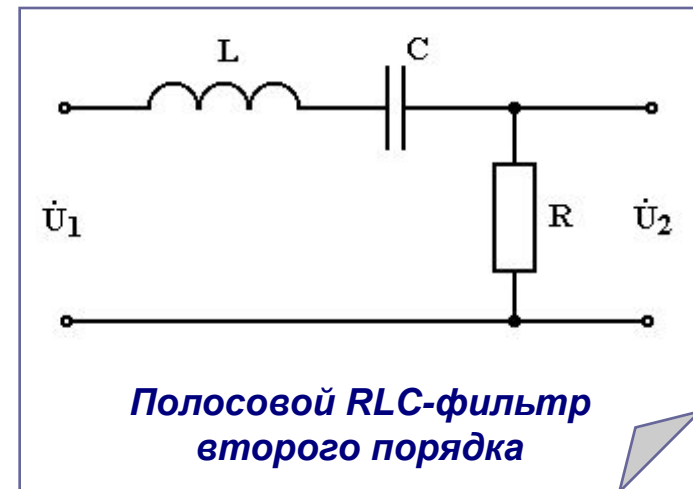 L
C
U̇1
R
U̇2
Полосовой RLC-фильтр
второго порядка